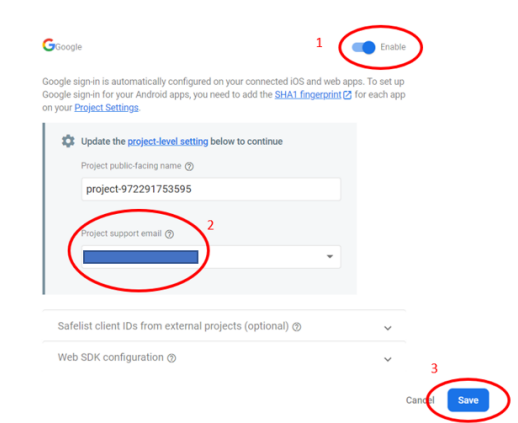 Google
1
Enable
Google sign-in is automatically configured on your connected iOS and web apps. To set up
Google sign-in for your Android apps, you need to add the SHA1 fingerprint for each app
on your Project Settings.
Update the project-level setting below to continue
Project public-facing name
project-972291753595
2
Project support email
Safelist client IDs from external projects (optional)
Web SDK configuration
3
Cancel
Save